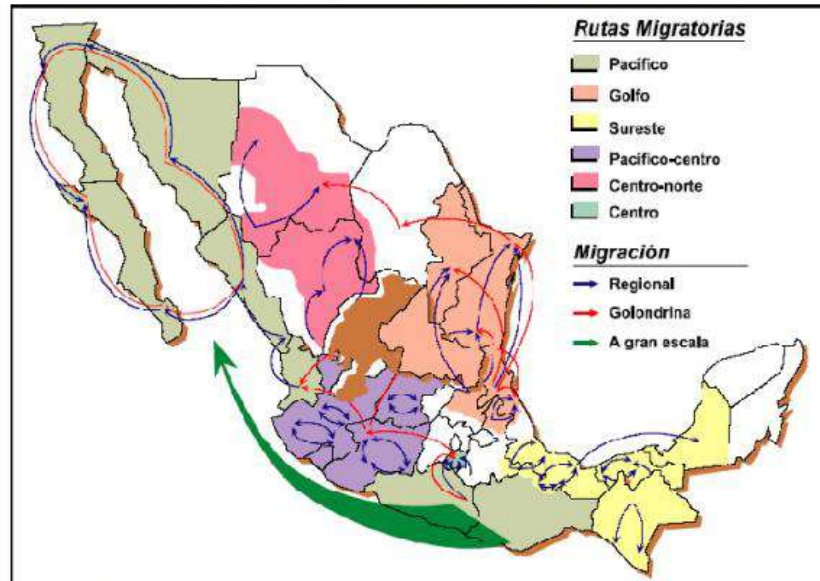 Rutas Migratorias
Pacífico
Golfo
Sureste
Pacífico-centro
Centro-norte
Centro
Migración
Regional
Golondrina
A gran escala